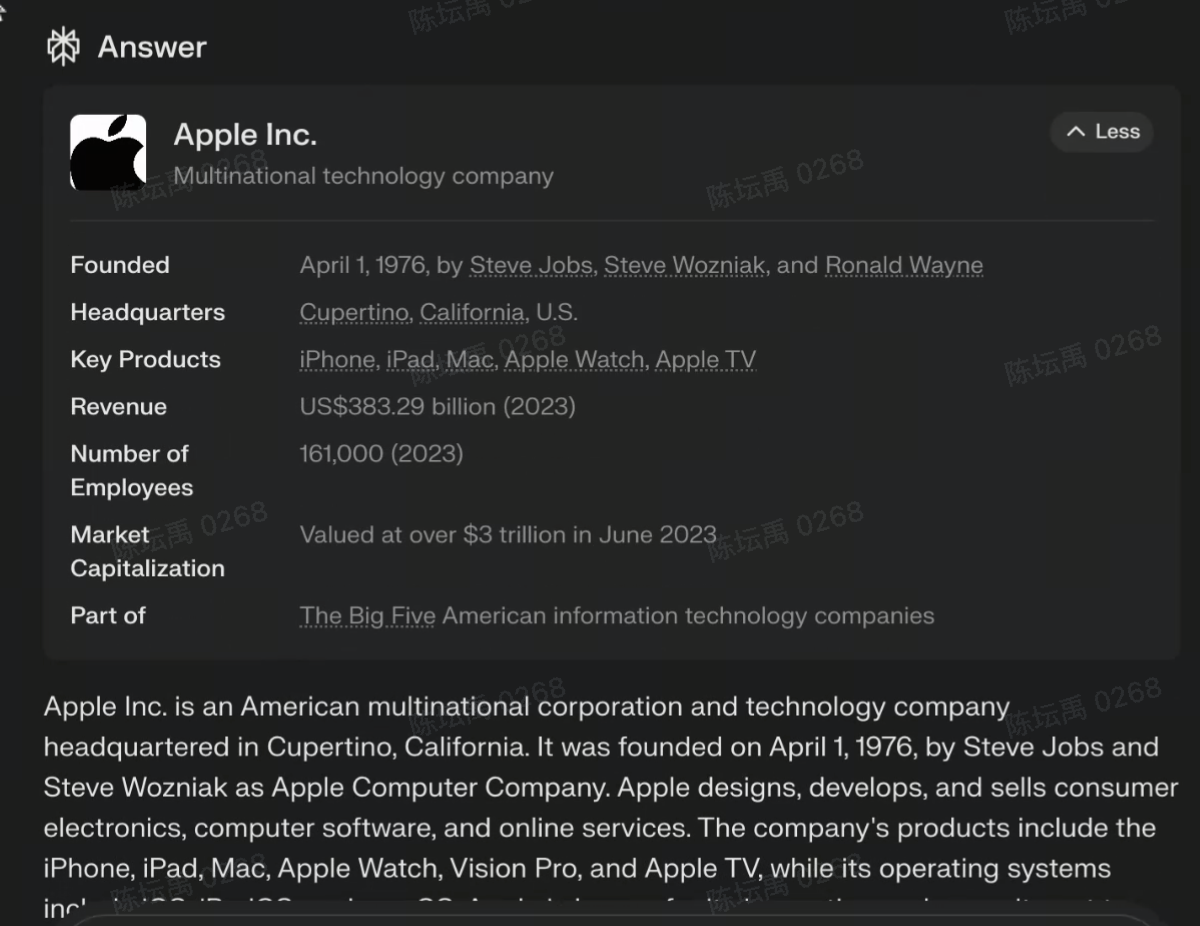 Answer
Apple Inc.
Multinational technology company
Less
Founded April 1, 1976, by Steve Jobs, Steve Wozniak, and Ronald Wayne
Headquarters Cupertino, California, U.S.
Key Products iPhone, iPad, Mac, Apple Watch, Apple TV
Revenue US$383.29 billion (2023)
Number of Employees 161,000 (2023)
Market Capitalization Valued at over $3 trillion in June 2023
Part of The Big Five American information technology companies
Apple Inc. is an American multinational corporation and technology company
headquartered in Cupertino, California. It was founded on April 1, 1976, by Steve Jobs and
Steve Wozniak as Apple Computer Company. Apple designs, develops, and sells consumer
electronics, computer software, and online services. The company's products include the
iPhone, iPad, Mac, Apple Watch, Vision Pro, and Apple TV, while its operating systems
陈坛禹 0268